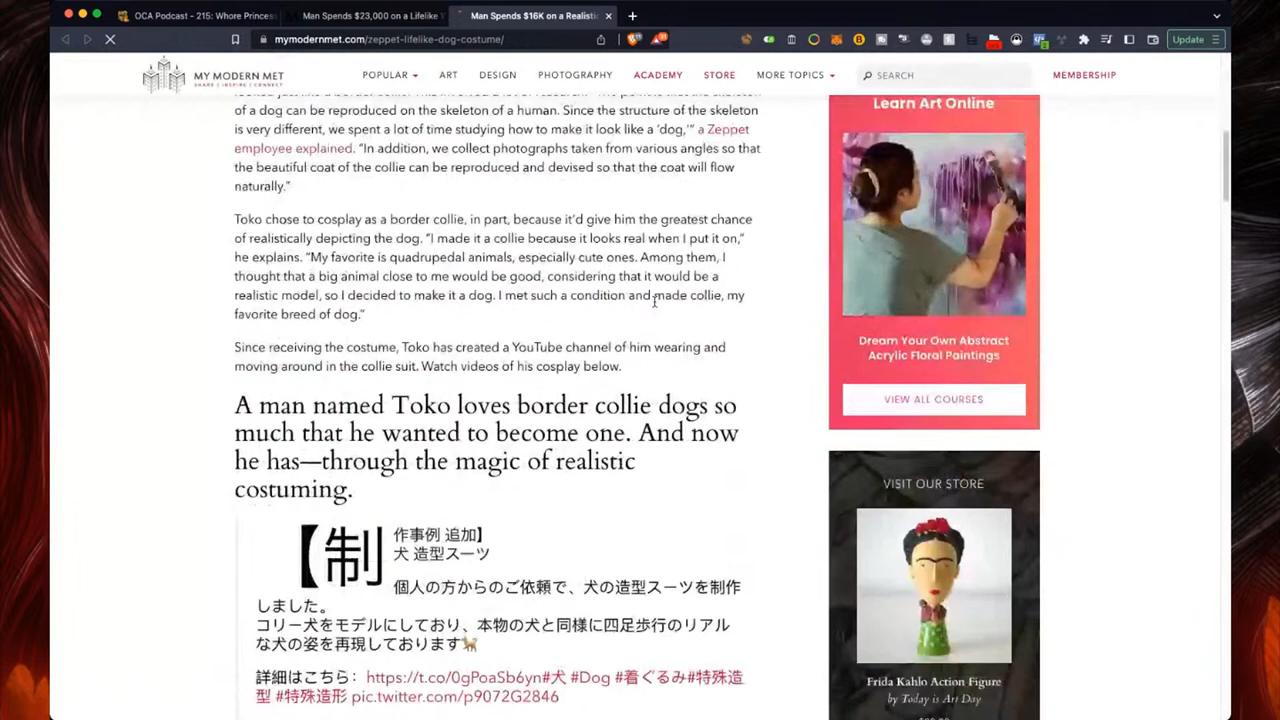 OCA Podcast - 215: Whore Princess
Man Spends $23,000 on a Lifelike
Man Spends $16K on a Realistic
mymodernmet.com/zeppet-lifelike-dog-costume/
Update
MY MODERN MET
SHARE | INSPIRE | CONNECT
POPULAR
ART
DESIGN
PHOTOGRAPHY
ACADEMY
STORE
MORE TOPICS
SEARCH
MEMBERSHIP
of a dog can be reproduced on the skeleton of a human. Since the structure of the skeleton
is very different, we spent a lot of time studying how to make it look like a ‘dog,’” a Zeppet
employee explained. “In addition, we collect photographs taken from various angles so that
the beautiful coat of the collie can be reproduced and devised so that the coat will flow
naturally.”
Toko chose to cosplay as a border collie, in part, because it’d give him the greatest chance
of realistically depicting the dog. “I made it a collie because it looks real when I put it on,”
he explains. “My favorite is quadrupedal animals, especially cute ones. Among them, I
thought that a big animal close to me would be good, considering that it would be a
realistic model, so I decided to make it a dog. I met such a condition and made collie, my
favorite breed of dog.”
Since receiving the costume, Toko has created a YouTube channel of him wearing and
moving around in the collie suit. Watch videos of his cosplay below.
A man named Toko loves border collie dogs so
much that he wanted to become one. And now
he has—through the magic of realistic
costuming.
【制作事例 追加】
犬 造型スーツ
個人の方からのご依頼で、犬の造型スーツを制作
しました。
コリー犬をモデルにしており、本物の犬と同様に四足歩行のリアル
な犬の姿を再現しております🐕
詳細はこちら：https://t.co/0gPoaSb6yn#犬 #Dog #着ぐるみ#特殊造
型 #特殊造形 pic.twitter.com/p9072G2846
Learn Art Online
Dream Your Own Abstract
Acrylic Floral Paintings
VIEW ALL COURSES
VISIT OUR STORE
Frida Kahlo Action Figure
by Today is Art Day